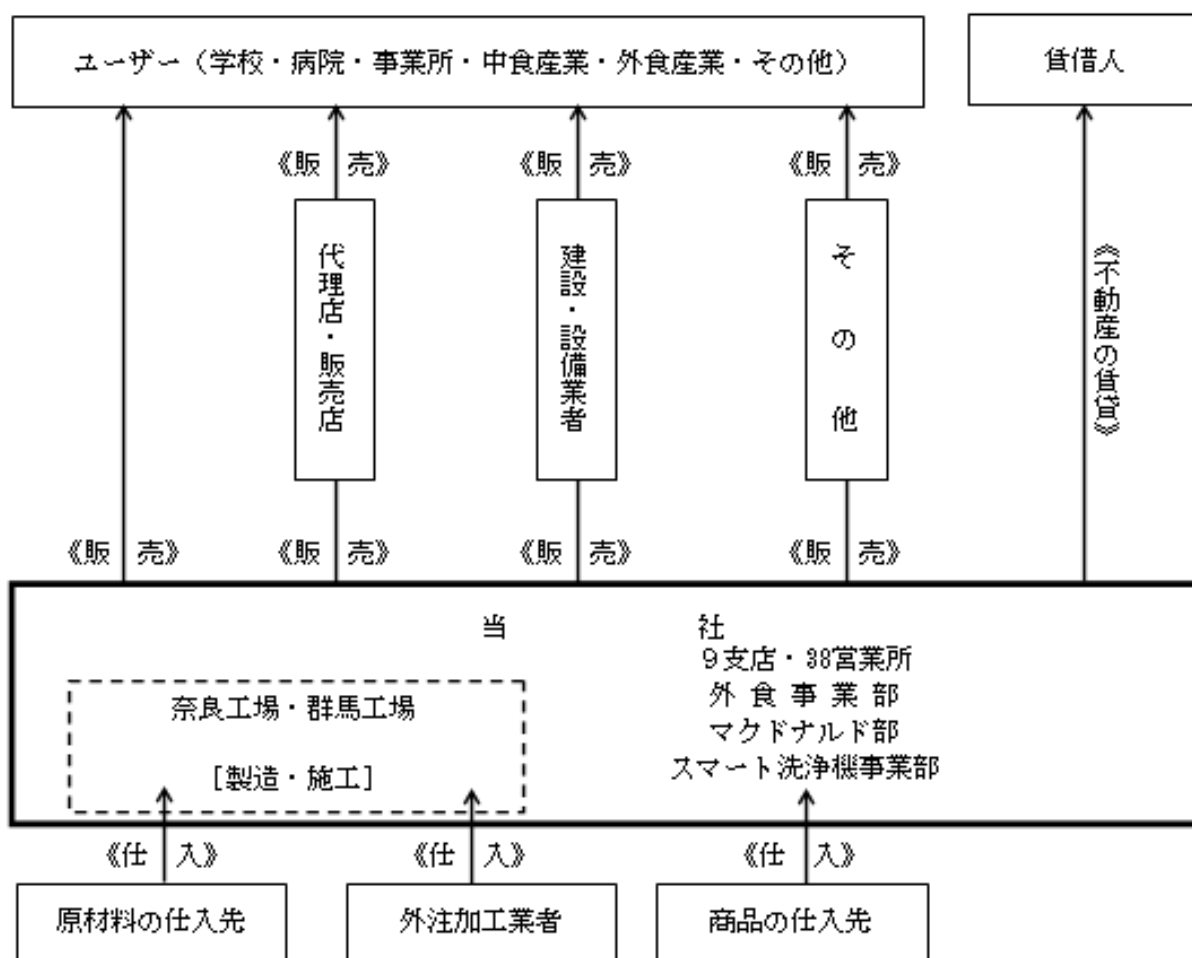 ユーザー（学校・病院・事業所・中食産業・外食産業・その他）
賃借人
《販売》
《販売》
《販売》
代理店・販売店
建設・設備業者
その他
《不動産の賃貸》
《販売》
《販売》
《販売》
《販売》
当社
９支店・38営業所
外食事業部
マクドナルド部
スマート洗浄機事業部
奈良工場・群馬工場
[製造・施工]
《仕入》
《仕入》
《仕入》
原材料の仕入先
外注加工業者
商品の仕入先